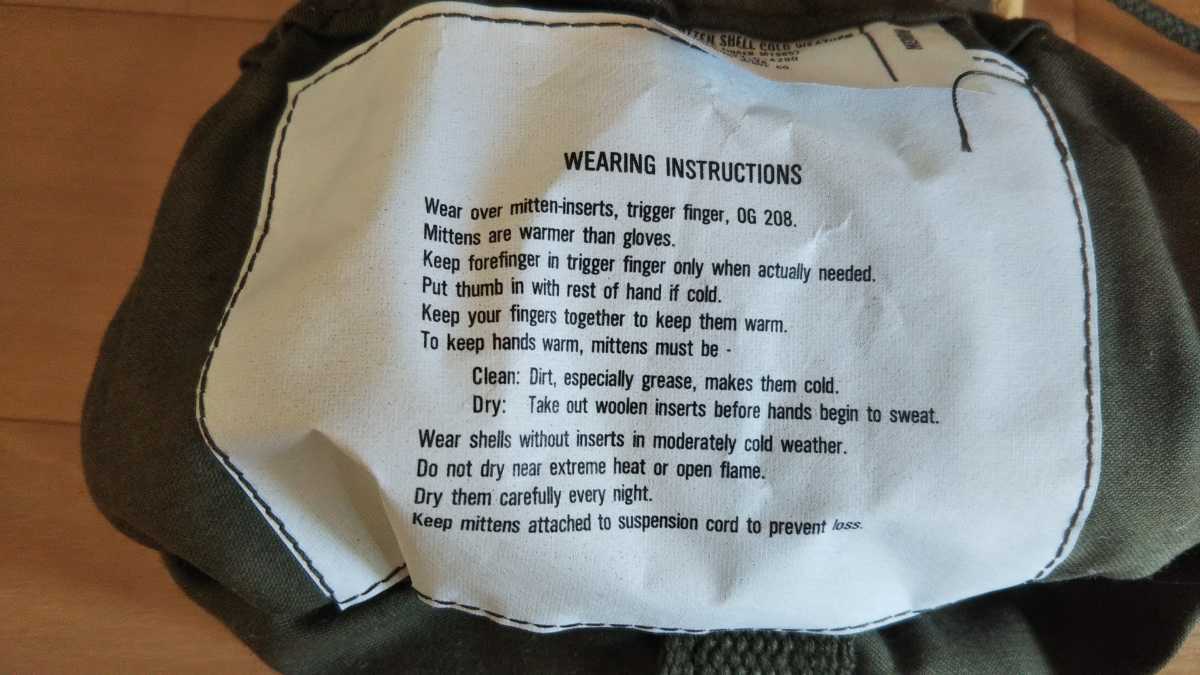 SHELL COLD WEATHER
WEARING INSTRUCTIONS
Wear over mitten-inserts, trigger finger, OG 208.
Mittens are warmer than gloves.
Keep forefinger in trigger finger only when actually needed.
Put thumb in with rest of hand if cold.
Keep your fingers together to keep them warm.
To keep hands warm, mittens must be -
Clean: Dirt, especially grease, makes them cold.
Dry: Take out woolen inserts before hands begin to sweat.
Wear shells without inserts in moderately cold weather.
Do not dry near extreme heat or open flame.
Dry them carefully every night.
Keep mittens attached to suspension cord to prevent loss.